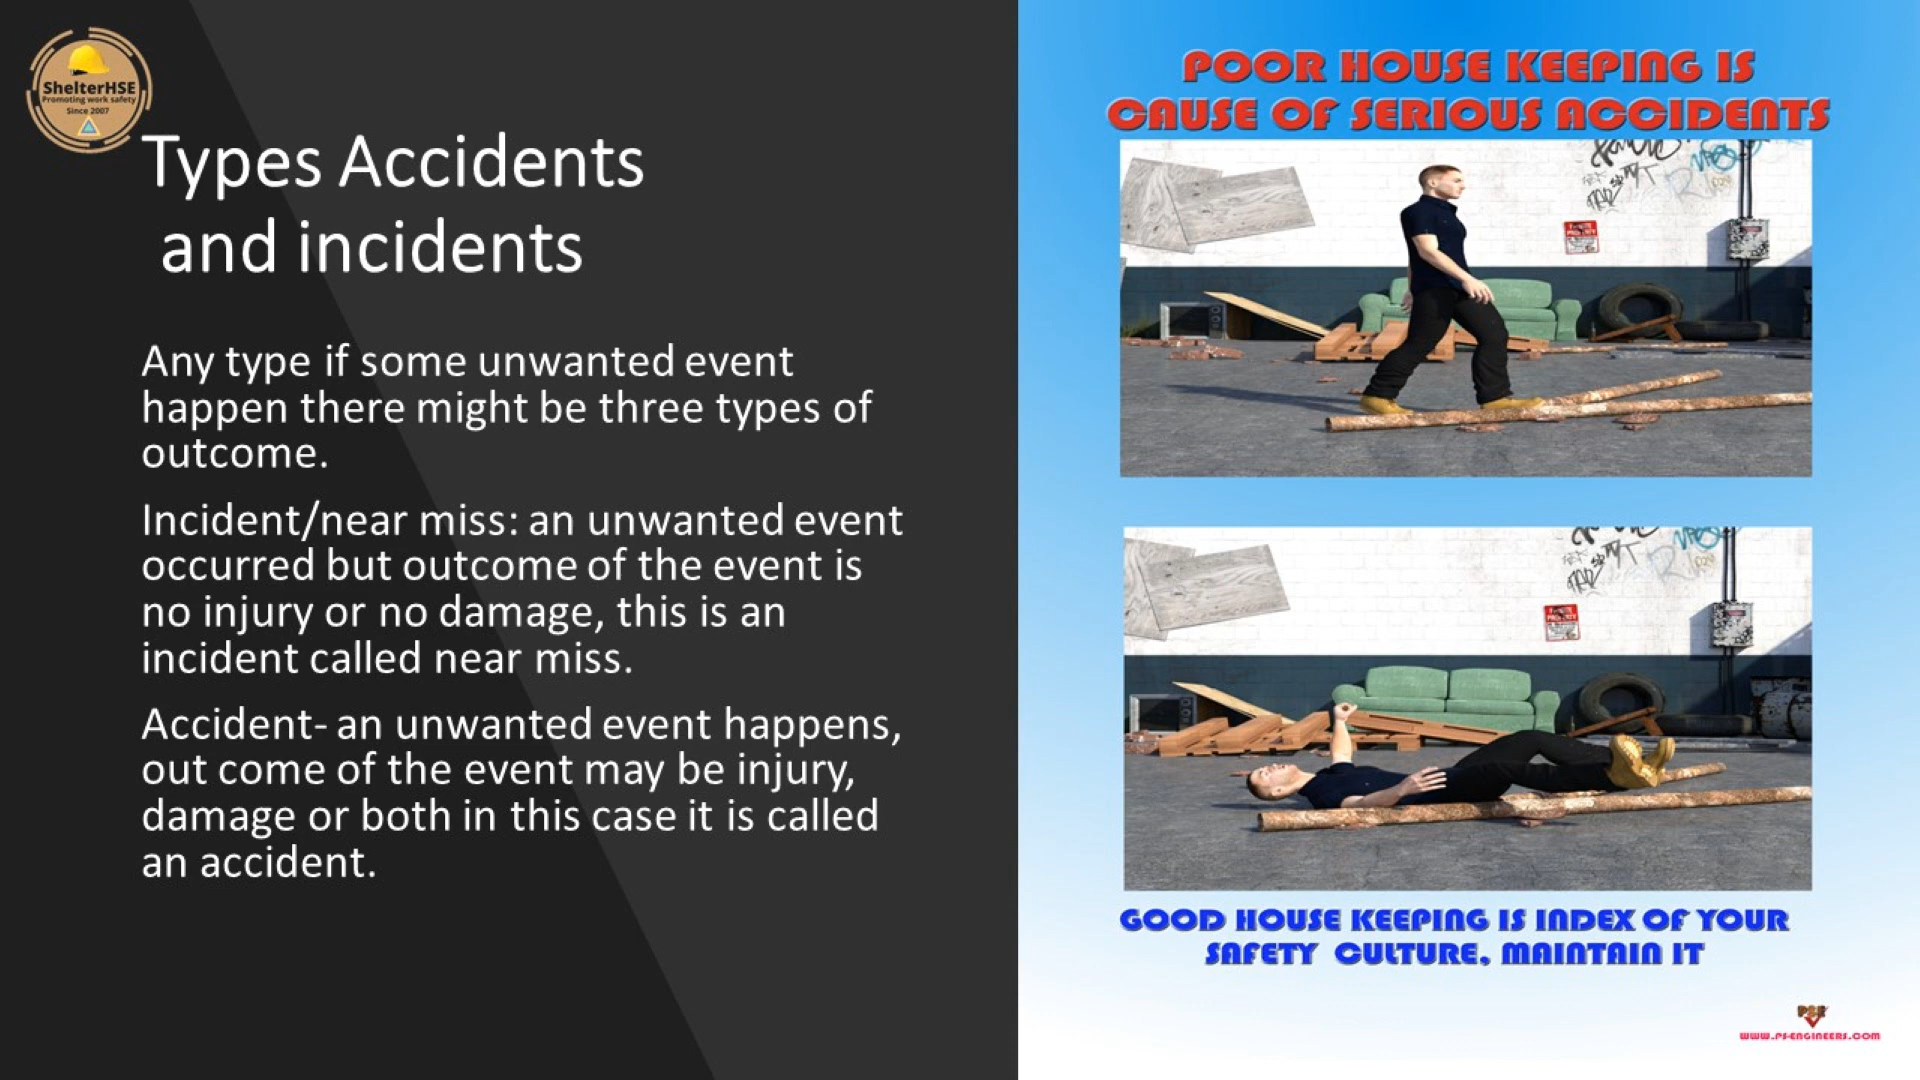 ShelterHSE
Promoting work safety
Since 2007
Types Accidents
and incidents
Any type if some unwanted event
happen there might be three types of
outcome.
Incident/near miss: an unwanted event
occurred but outcome of the event is
no injury or no damage, this is an
incident called near miss.
Accident- an unwanted event happens,
out come of the event may be injury,
damage or both in this case it is called
an accident.
POOR HOUSE KEEPING IS
CAUSE OF SERIOUS ACCIDENTS
GOOD HOUSE KEEPING IS INDEX OF YOUR
SAFETY CULTURE, MAINTAIN IT
WWW.PS-ENGINEERS.COM